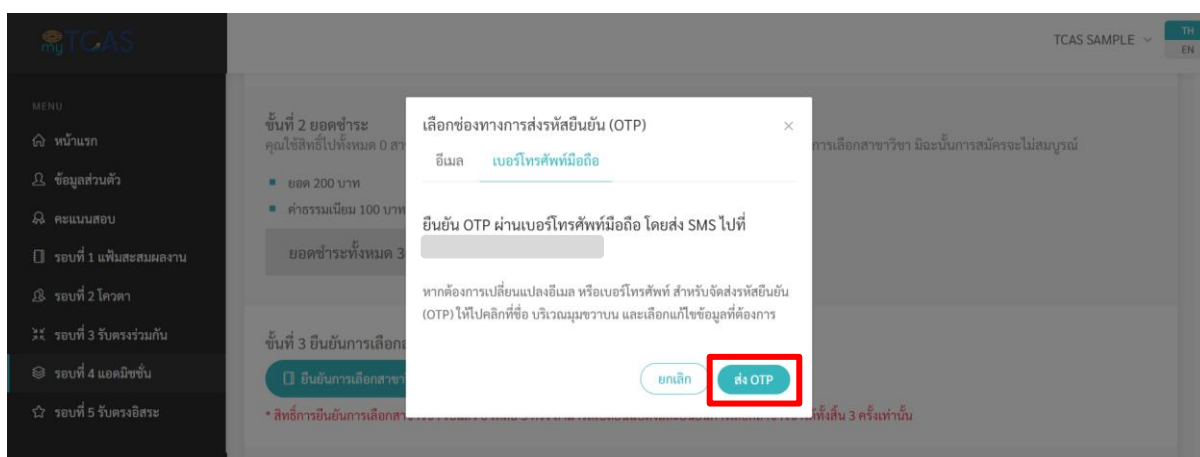 myTCAS
TCAS SAMPLE
TH
EN
MENU
หน้าแรก
ข้อมูลส่วนตัว
คะแนนสอบ
รอบที่ 1 แฟ้มสะสมผลงาน
รอบที่ 2 โควตา
รอบที่ 3 รับตรงร่วมกัน
รอบที่ 4 แอดมิชชั่น
รอบที่ 5 รับตรงอิสระ
ขั้นที่ 2 ยอดชำระ
คุณใช้สิทธิ์ไปทั้งหมด 0 สา
การเลือกสาขาวิชา มิฉะนั้นการสมัครจะไม่สมบูรณ์
ยอด 200 บาท
ค่าธรรมเนียม 100 บาท
ยอดชำระทั้งหมด 3
ขั้นที่ 3 ยืนยันการเลือกส
ยืนยันการเลือกสาขา
* สิทธิ์การยืนยันการเลือกสา
ทั้งสิ้น 3 ครั้งเท่านั้น
เลือกช่องทางการส่งรหัสยืนยัน (OTP)
×
อีเมล เบอร์โทรศัพท์มือถือ
ยืนยัน OTP ผ่านเบอร์โทรศัพท์มือถือ โดยส่ง SMS ไปที่
หากต้องการเปลี่ยนแปลงอีเมล หรือเบอร์โทรศัพท์ สำหรับจัดส่งรหัสยืนยัน
(OTP) ให้ไปคลิกที่ชื่อ บริเวณมุมขวาบน และเลือกแก้ไขข้อมูลที่ต้องการ
ยกเลิก ส่ง OTP